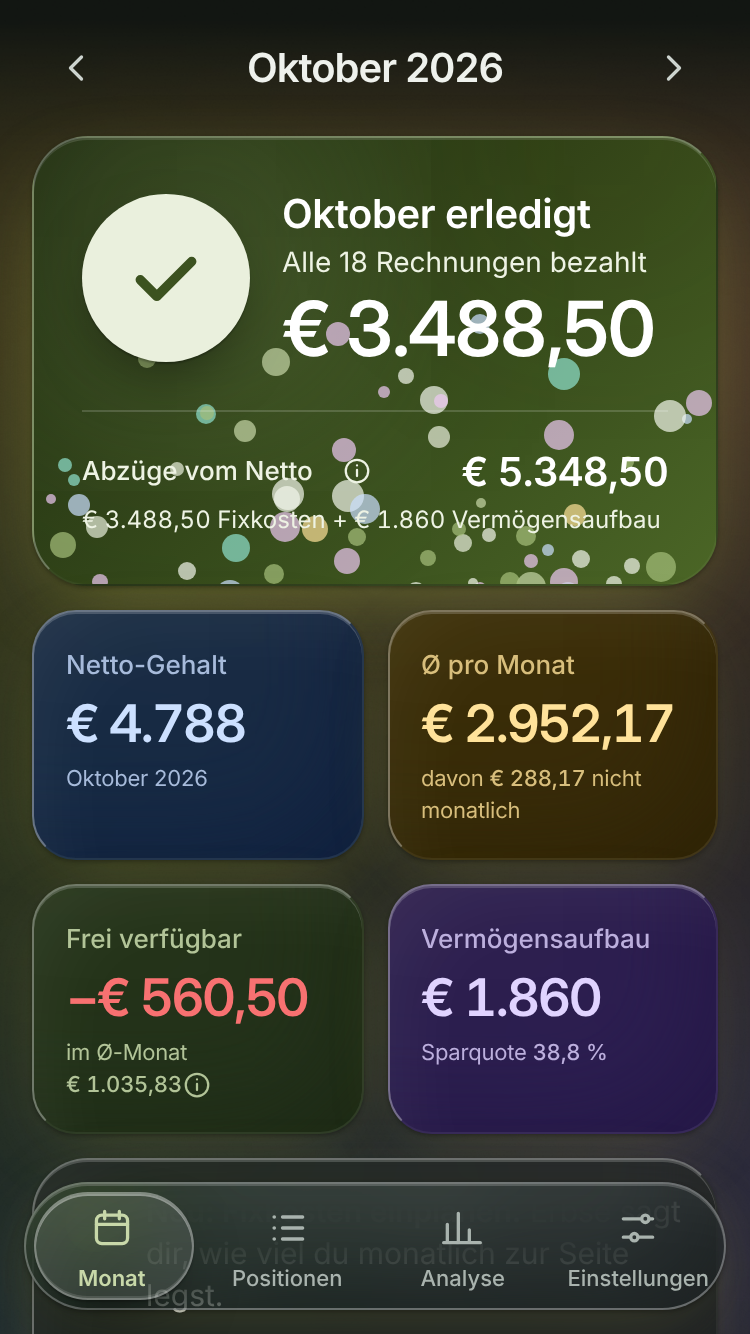 Oktober 2026
Oktober erledigt
Alle 18 Rechnungen bezahlt
€ 3.488,50
Abzüge vom Netto
€ 5.348,50
€ 3.488,50 Fixkosten + € 1.860 Vermögensaufbau
Netto-Gehalt
€ 4.788
Oktober 2026
Ø pro Monat
€ 2.952,17
davon € 288,17 nicht
monatlich
Frei verfügbar
–€ 560,50
im Ø-Monat
€ 1.035,83
Vermögensaufbau
€ 1.860
Sparquote 38,8 %
dir, wie viel du monatlich zur Seite
legst.
Monat
Positionen
Analyse
Einstellungen